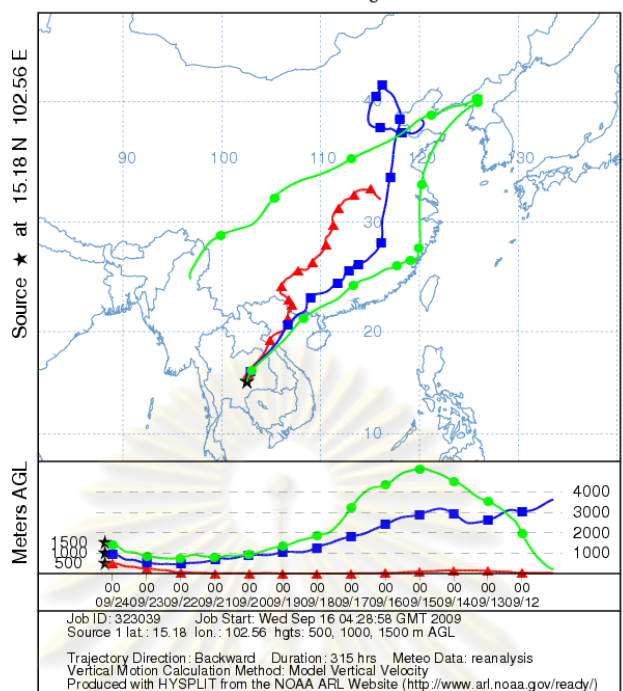 Source ★ at 15.18 N 102.56 E
40
90 100 110 120 130
30
20
10
Meters AGL
1500
1000
500
4000
3000
2000
1000
00 00 00 00 00 00 00 00 00 00 00 00 00
09/24 09/23 09/22 09/21 09/20 09/19 09/18 09/17 09/16 09/15 09/14 09/13 09/12
Job ID: 323039 Job Start: Wed Sep 16 04:28:58 GMT 2009
Source 1 lat.: 15.18 lon.: 102.56 hgts: 500, 1000, 1500 m AGL
Trajectory Direction: Backward Duration: 315 hrs Meteo Data: reanalysis
Vertical Motion Calculation Method: Model Vertical Velocity
Produced with HYSPLIT from the NOAA ARL Website (http://www.arl.noaa.gov/ready/)